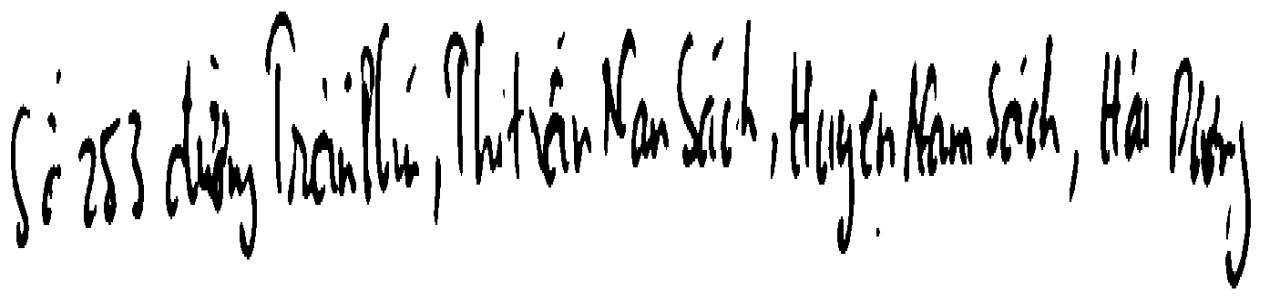 Số 253 đường Trần Phú, Thị trấn Nam Sách, Huyện Nam Sách, Hải Dương